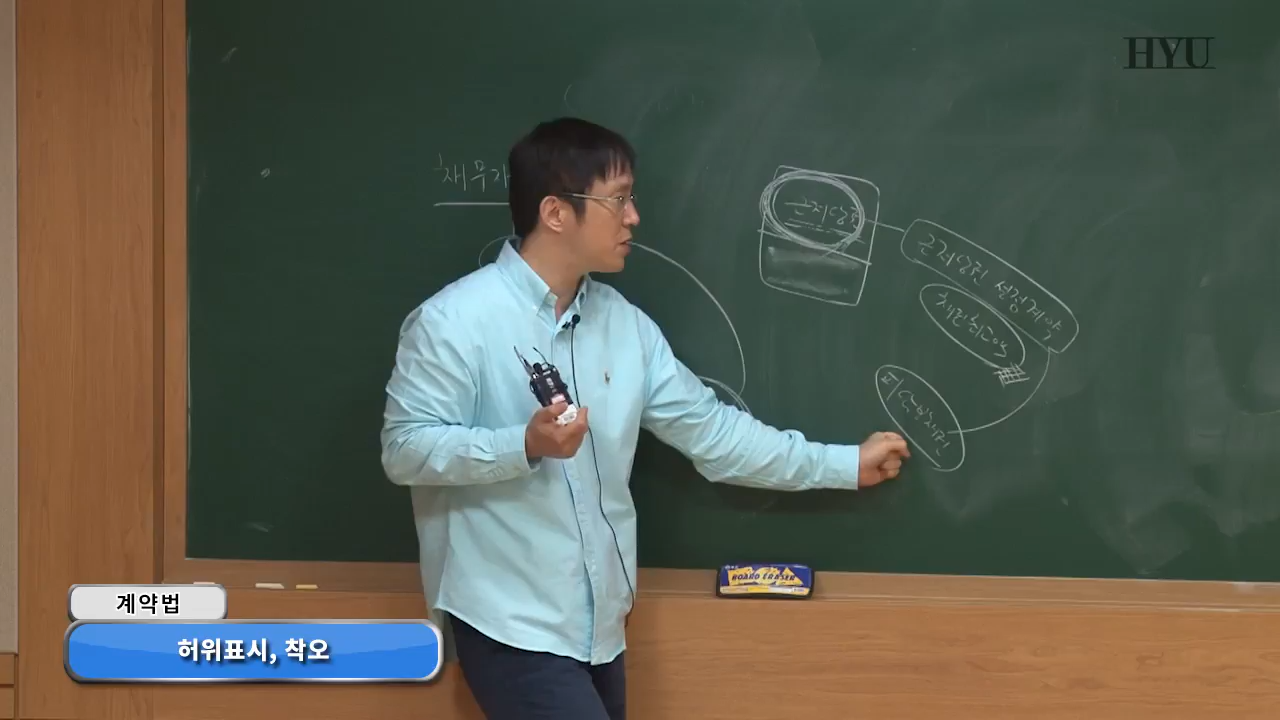 HYU
채무자
근저당권
근저당권 설정계약
채권최고액
피담보채권
BOARD ERASER
계약법
허위표시, 착오